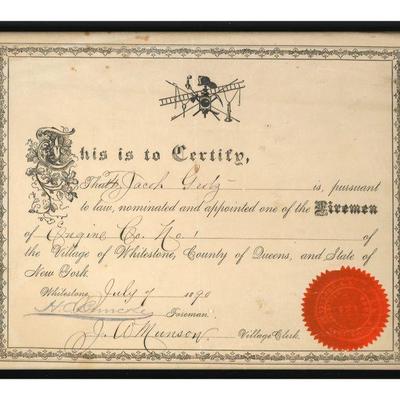 This is to Certify,
That Jacob is, pursuant
to law, nominated and appointed one of the Firemen
of Engine Co. No. 1 of
the Village of Whitestone, County of Queens, and State of
New York.
Whitestone, July 7 1890
H. Foreman.
J. W. Munson Village Clerk.